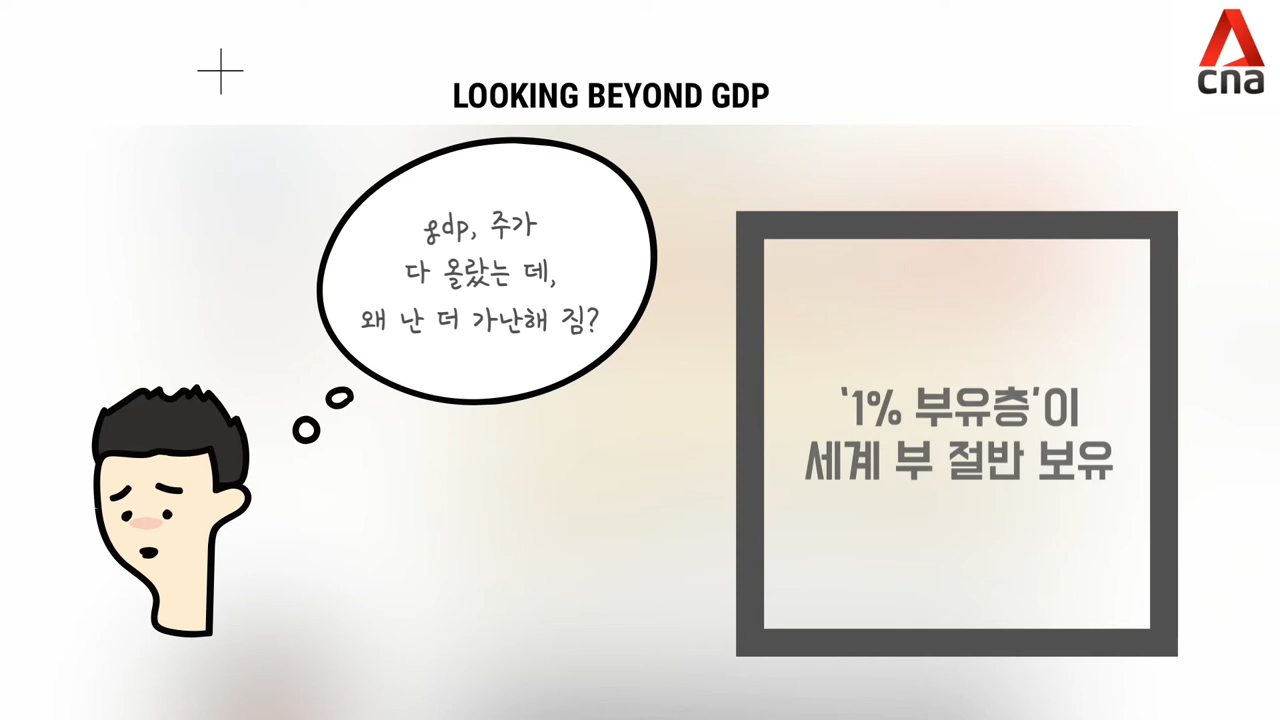 cna
LOOKING BEYOND GDP
gdp, 주가
다 올랐는 데,
왜 난 더 가난해 짐?
‘1% 부유층’이
세계 부 절반 보유